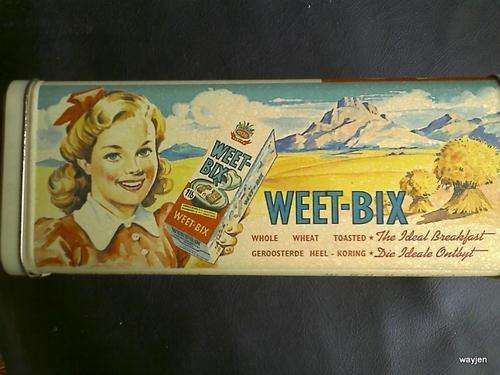 WEET-BIX
WEET-BIX
WEET-BIX
WHOLE WHEAT TOASTED ★ The Ideal Breakfast
GEROOSTERDE HEEL-KORING ★ Die Ideale Ontbyt
wayjen